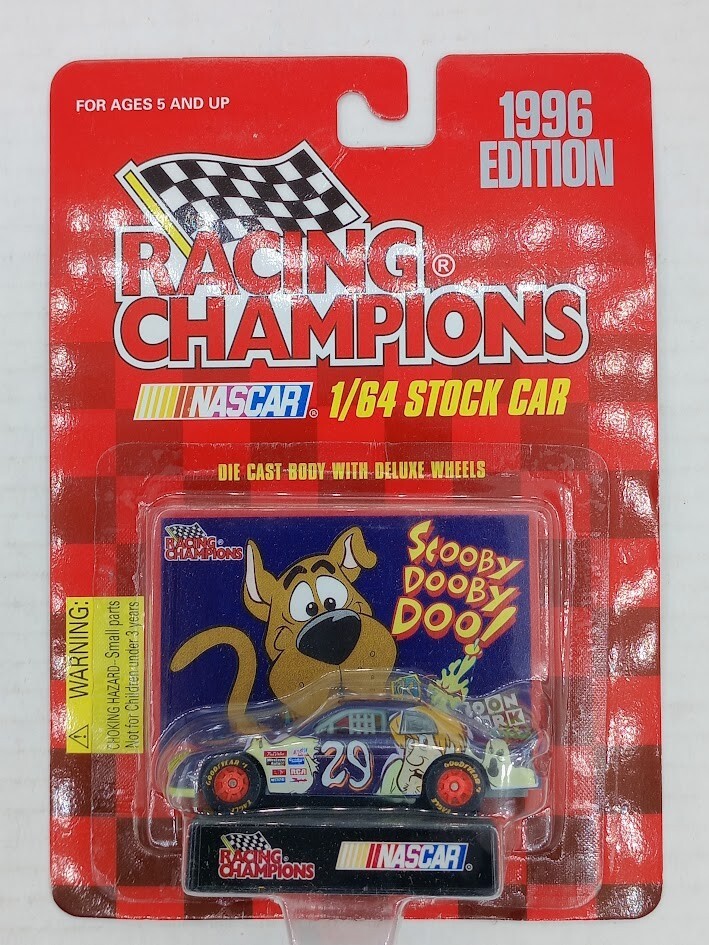 FOR AGES 5 AND UP
1996
EDITION
RACING
CHAMPIONS®
NASCAR® 1/64 STOCK CAR
DIE CAST BODY WITH DELUXE WHEELS
RACING
CHAMPIONS
SCOOBY
DOOBY
DOO!
WARNING:
CHOKING HAZARD-Small parts
Not for Children under 3 years
29
RCA
GOODYEAR
EAGLE
GOODYEAR
RACING
CHAMPIONS®
NASCAR®